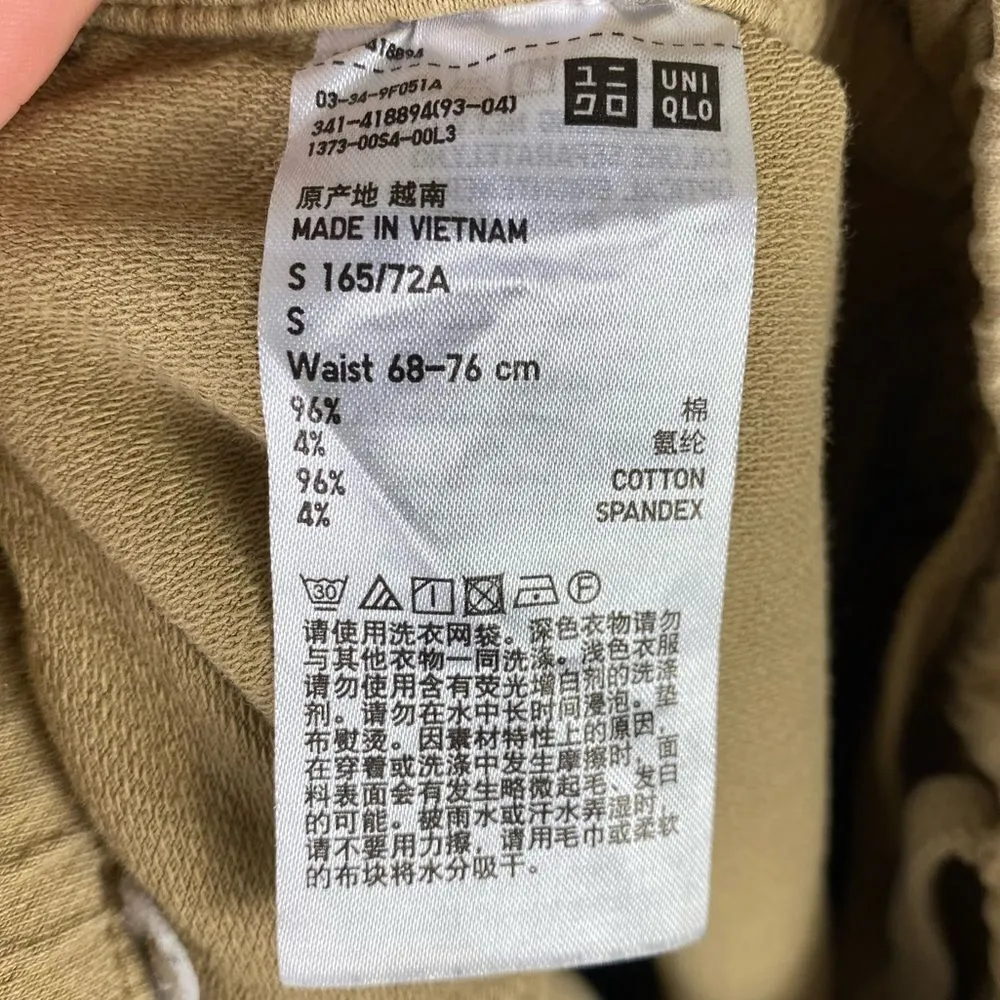 418894
03-34-9F051A
341-418894(93-04)
1373-00S4-00L3
ユニ
クロ
UNI
QLO
原产地 越南
MADE IN VIETNAM
S 165/72A
S
Waist 68-76 cm
96% 棉
4% 氨纶
96% COTTON
4% SPANDEX
30 F
请使用洗衣网袋。深色衣物请勿
与其他衣物一同洗涤。浅色衣服
请勿使用含有荧光增白剂的洗涤
剂。请勿在水中长时间浸泡。垫
布熨烫。因素材特性上的原因，
在穿着或洗涤中发生摩擦时，面
料表面会有发生略微起毛、发白
的可能。被雨水或汗水弄湿时，
请不要用力擦，请用毛巾或柔软
的布块将水分吸干。